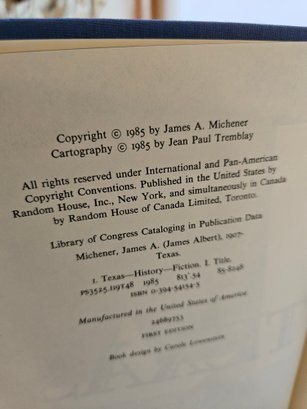 Copyright © 1985 by James A. Michener
Cartography © 1985 by Jean Paul Tremblay
All rights reserved under International and Pan-American
Copyright Conventions. Published in the United States by
Random House, Inc., New York, and simultaneously in Canada
by Random House of Canada Limited, Toronto.
Library of Congress Cataloging in Publication Data
Michener, James A. (James Albert), 1907-
Texas.
1. Texas—History—Fiction. I. Title.
PS3525.I19T48 1985 813'.54 85-8248
ISBN 0-394-54154-5
Manufactured in the United States of America.
24689753
FIRST EDITION
Book design by Carole Lowenstein